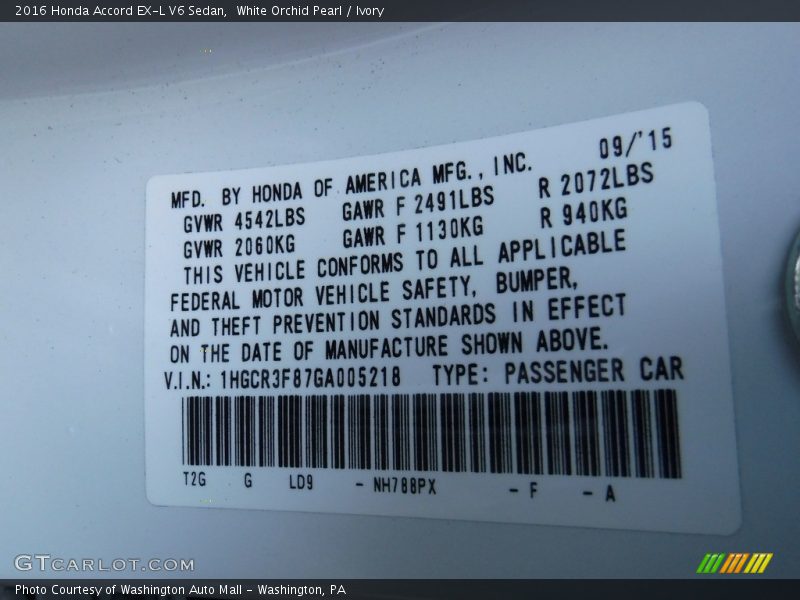 2016 Honda Accord EX-L V6 Sedan,  White Orchid Pearl / Ivory
09/'15
MFD. BY HONDA OF AMERICA MFG., INC.
GVWR 4542LBS GAWR F 2491LBS R 2072LBS
GVWR 2060KG GAWR F 1130KG R 940KG
THIS VEHICLE CONFORMS TO ALL APPLICABLE
FEDERAL MOTOR VEHICLE SAFETY, BUMPER,
AND THEFT PREVENTION STANDARDS IN EFFECT
ON THE DATE OF MANUFACTURE SHOWN ABOVE.
V.I.N.: 1HGCR3F87GA005218 TYPE: PASSENGER CAR
T2G G LD9 - NH788PX - F - A
GTCARLOT.COM
Photo Courtesy of Washington Auto Mall - Washington, PA